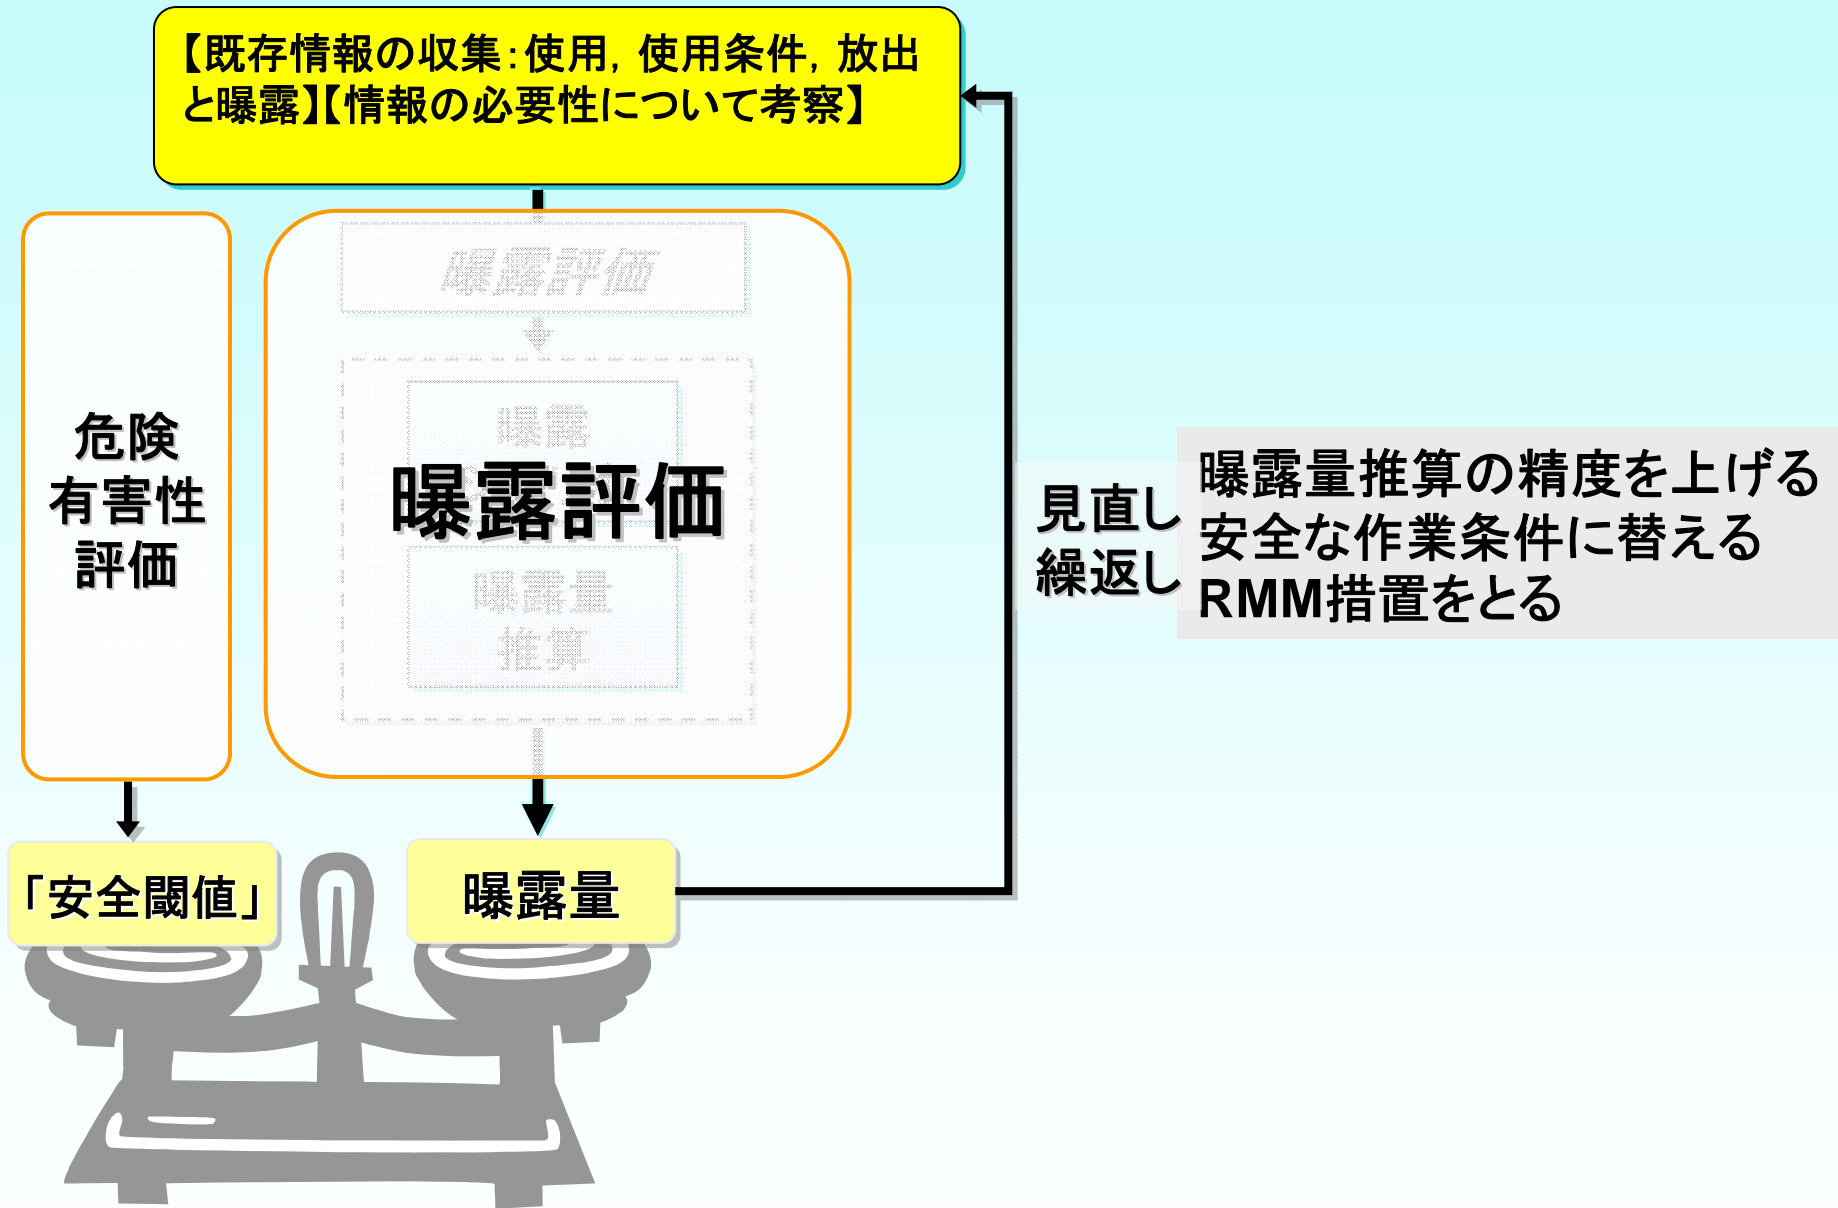 【既存情報の収集：使用，使用条件，放出
と曝露】【情報の必要性について考察】
危険
有害性
評価
曝露評価
曝露
曝露評価
曝露量
推算
見直し
繰返し
曝露量推算の精度を上げる
安全な作業条件に替える
RMM措置をとる
「安全閾値」
曝露量